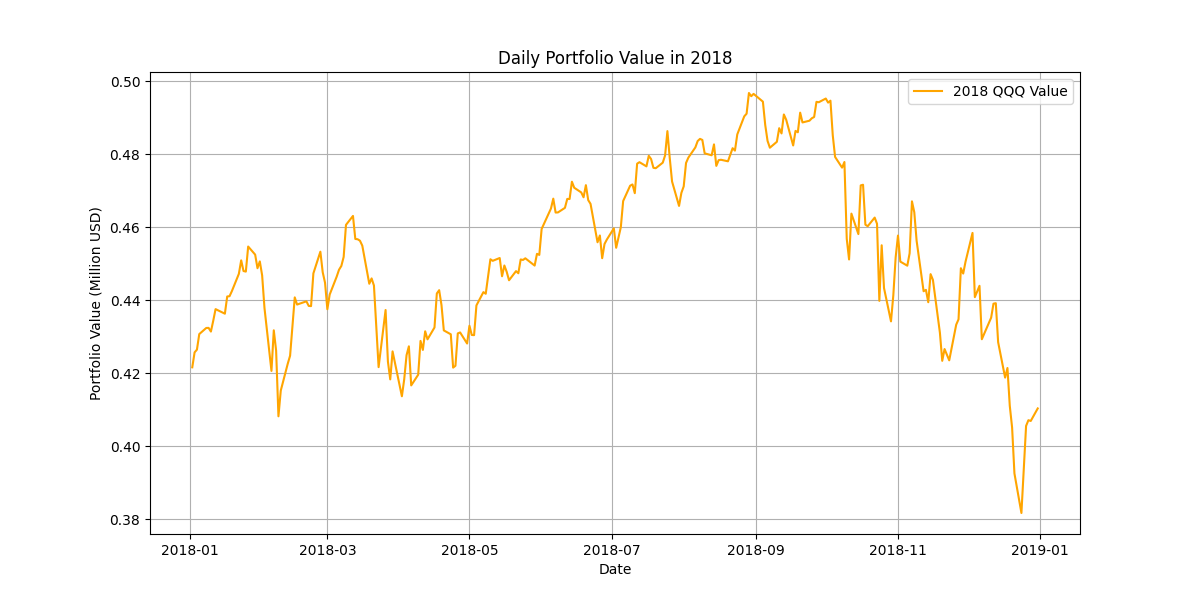 Daily Portfolio Value in 2018
2018 QQQ Value
Portfolio Value (Million USD)
0.50
0.48
0.46
0.44
0.42
0.40
0.38
2018-01 2018-03 2018-05 2018-07 2018-09 2018-11 2019-01
Date